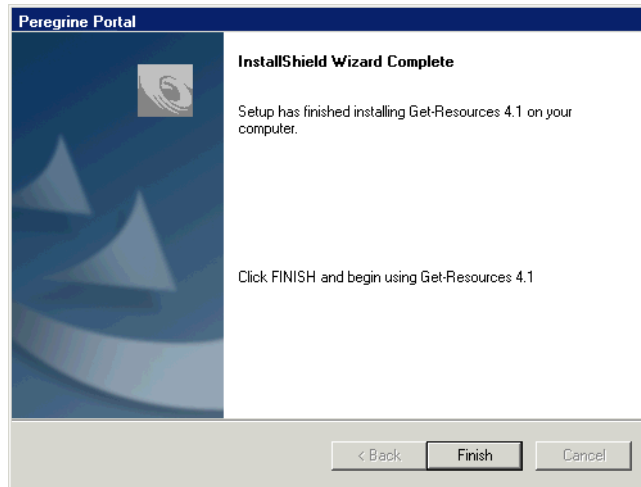 Peregrine Portal
InstallShield Wizard Complete
Setup has finished installing Get-Resources 4.1 on your
computer.
Click FINISH and begin using Get-Resources 4.1
< Back
Finish
Cancel